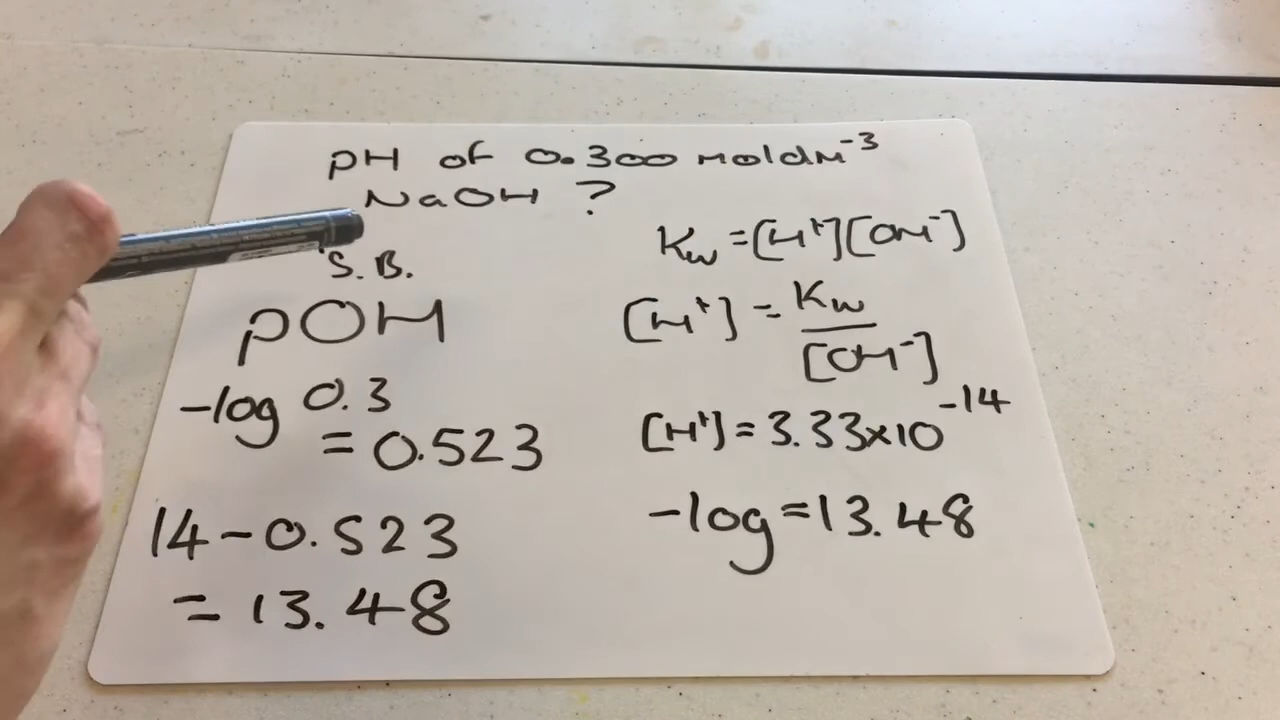 pH of 0.300 moldm⁻³
NaOH ?
S.B.
pOH
-log 0.3
= 0.523
14-0.523
= 13.48
Kw = [H⁺][OH⁻]
[H⁺] = Kw
[OH⁻]
[H⁺] = 3.33×10⁻¹⁴
-log = 13.48